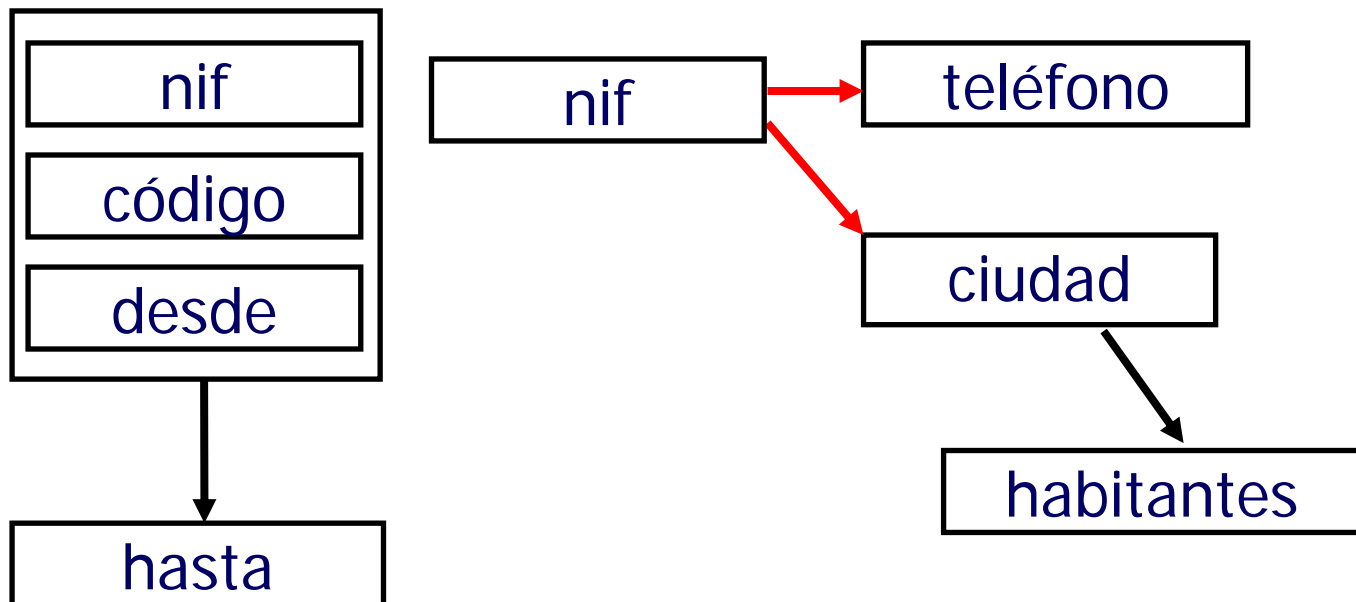 nif
código
desde
hasta
nif
teléfono
ciudad
habitantes